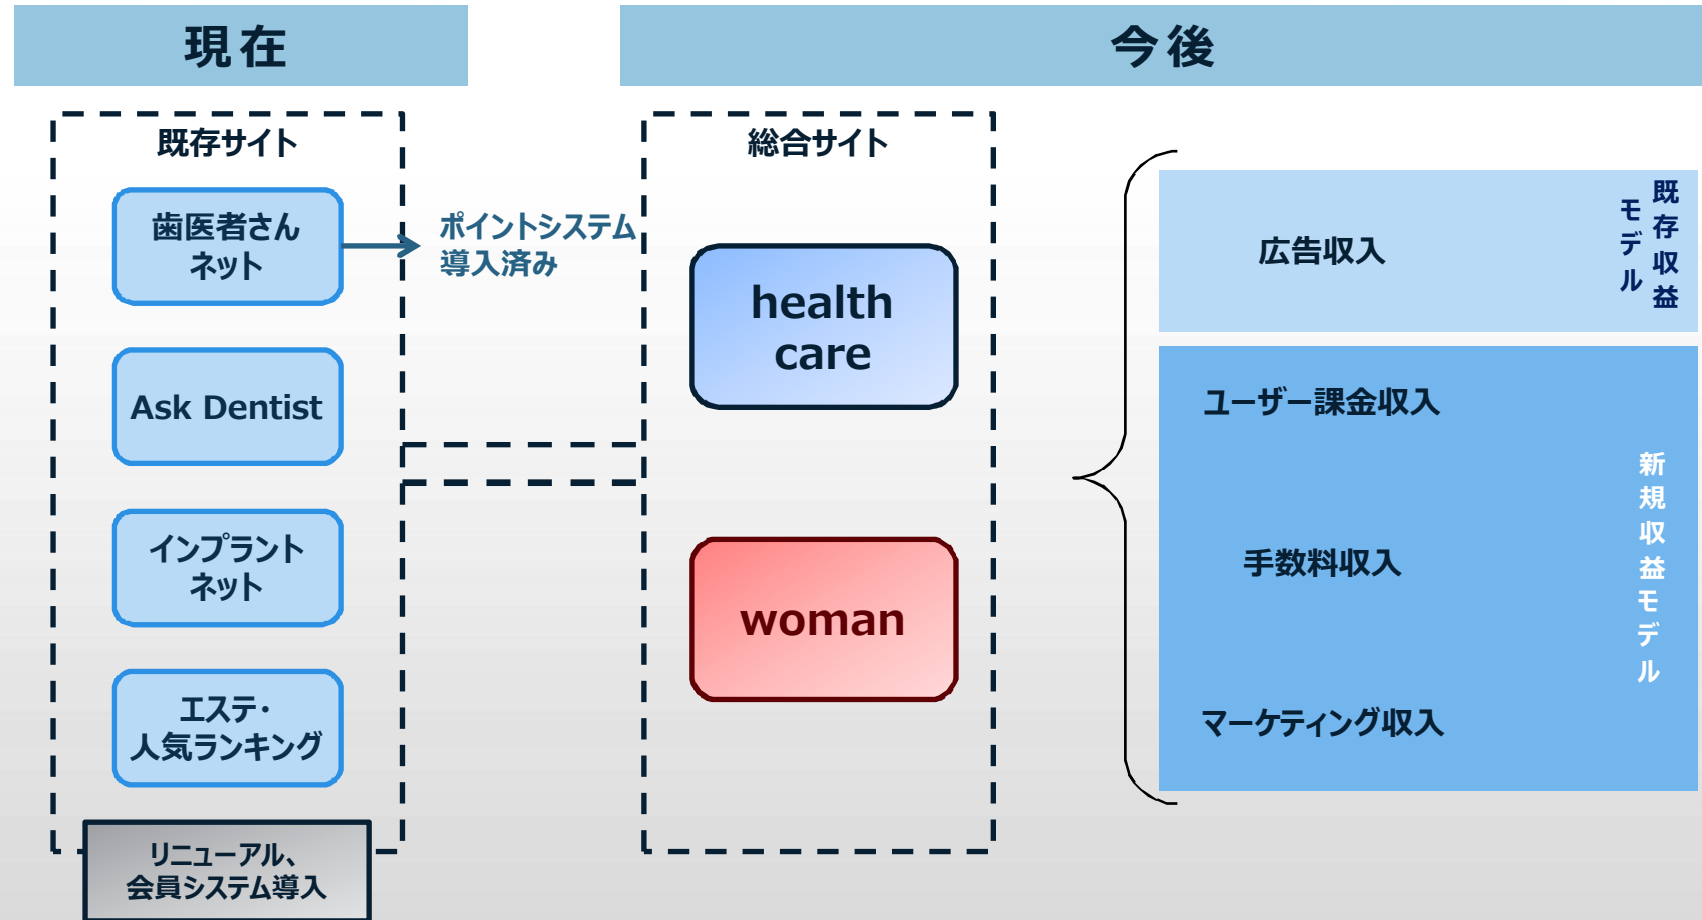 現在
今後
既存サイト
歯医者さん
ネット
ポイントシステム
導入済み
Ask Dentist
インプラント
ネット
エステ・
人気ランキング
リニューアル、
会員システム導入
総合サイト
health
care
woman
広告収入
既存収益
モデル
ユーザー課金収入
手数料収入
マーケティング収入
新規収益モデル